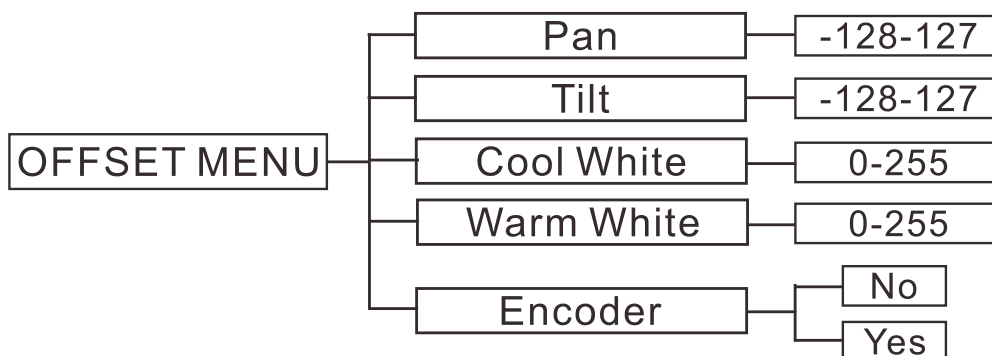 OFFSET MENU
Pan
-128-127
Tilt
-128-127
Cool White
0-255
Warm White
0-255
Encoder
No
Yes